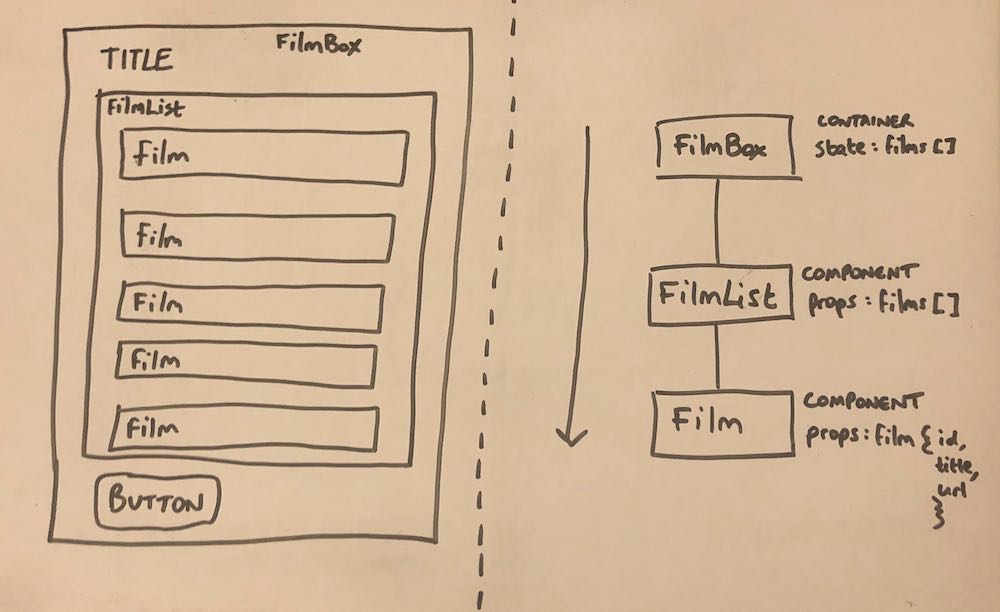 FilmBox
TITLE
FilmList
Film
Film
Film
Film
Film
BUTTON
FilmBox
CONTAINER
state: films []
FilmList
COMPONENT
props: films []
Film
COMPONENT
props: film { id,
title,
url
}